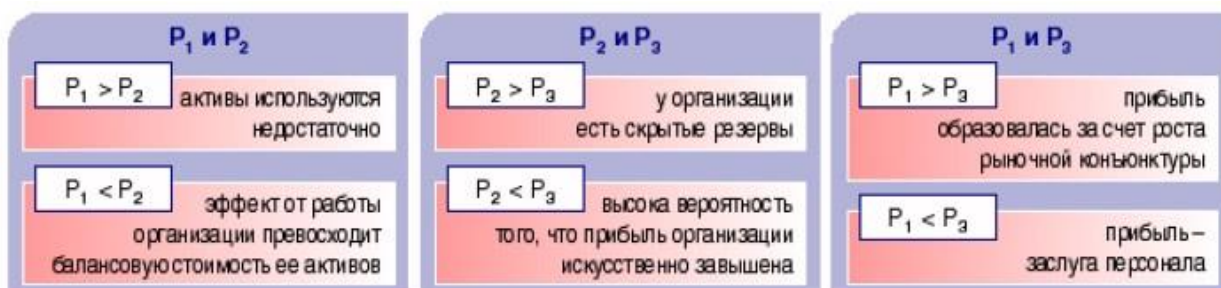 P₁ и P₂
P₁ > P₂
активы используются
недостаточно
P₁ < P₂
эффект от работы
организации превосходит
балансовую стоимость ее активов
P₂ и P₃
P₂ > P₃
у организации
есть скрытые резервы
P₂ < P₃
высока вероятность
того, что прибыль организации
искусственно завышена
P₁ и P₃
P₁ > P₃
прибыль
образовалась за счет роста
рыночной конъюнктуры
P₁ < P₃
прибыль –
заслуга персонала